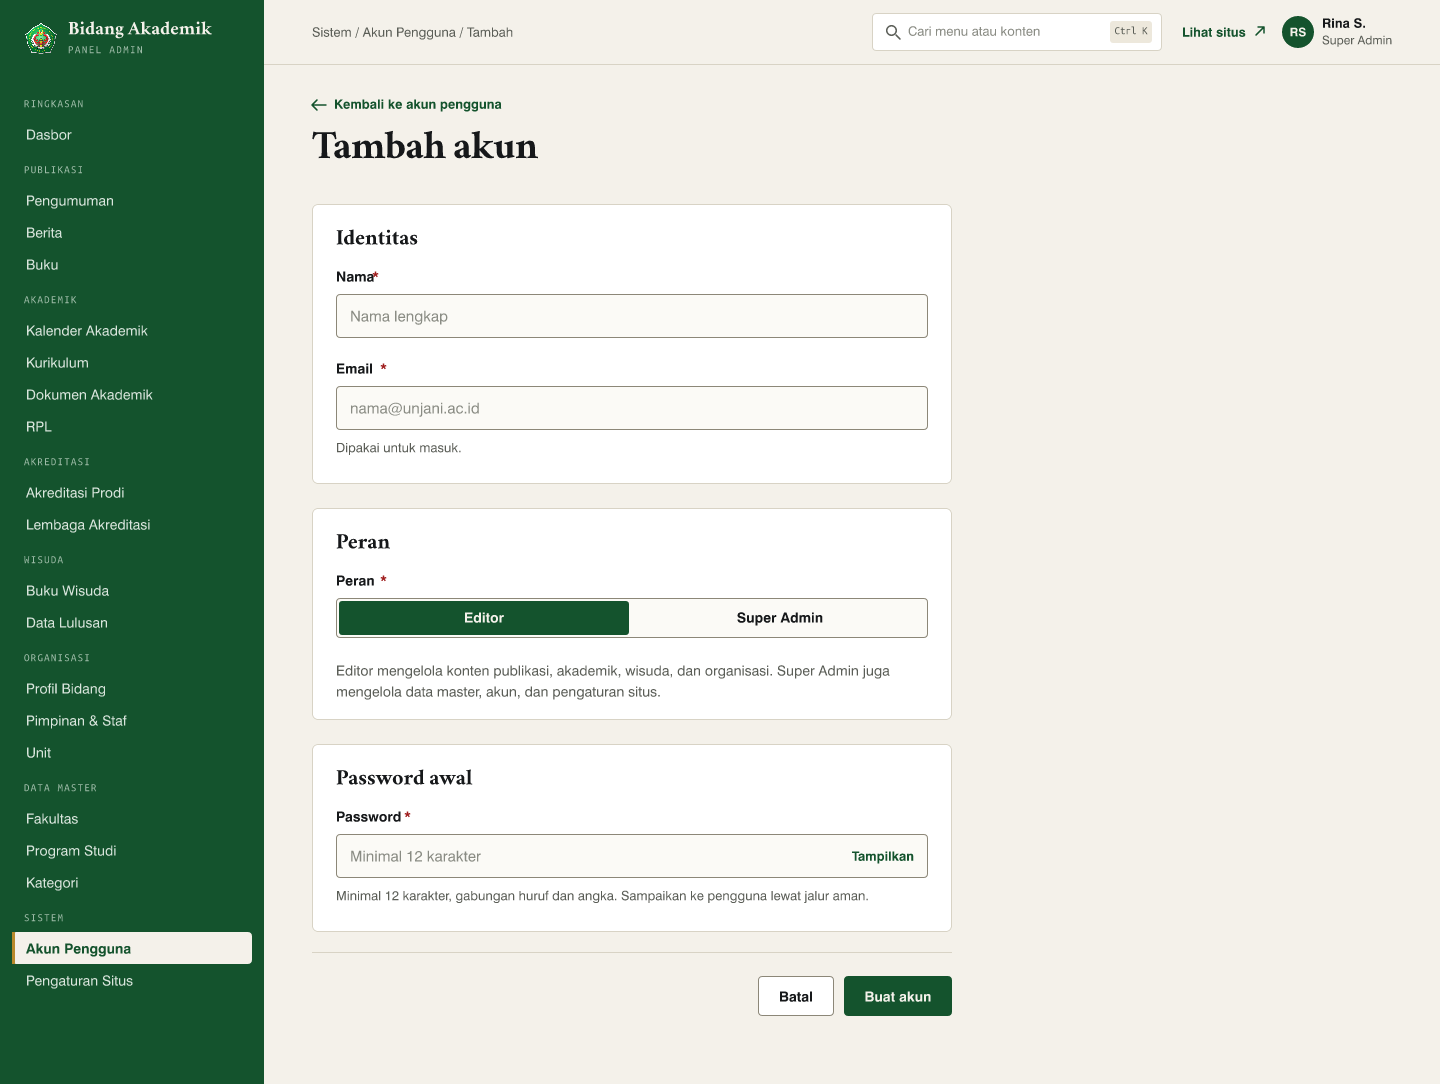 Bidang Akademik
PANEL ADMIN
RINGKASAN
Dasbor
PUBLIKASI
Pengumuman
Berita
Buku
AKADEMIK
Kalender Akademik
Kurikulum
Dokumen Akademik
RPL
AKREDITASI
Akreditasi Prodi
Lembaga Akreditasi
WISUDA
Buku Wisuda
Data Lulusan
ORGANISASI
Profil Bidang
Pimpinan & Staf
Unit
DATA MASTER
Fakultas
Program Studi
Kategori
SISTEM
Akun Pengguna
Pengaturan Situs
Sistem / Akun Pengguna / Tambah
Cari menu atau konten
Ctrl K
Lihat situs
RS
Rina S.
Super Admin
Kembali ke akun pengguna
Tambah akun
Identitas
Nama*
Nama lengkap
Email *
nama@unjani.ac.id
Dipakai untuk masuk.
Peran
Peran *
Editor
Super Admin
Editor mengelola konten publikasi, akademik, wisuda, dan organisasi. Super Admin juga
mengelola data master, akun, dan pengaturan situs.
Password awal
Password *
Minimal 12 karakter
Tampilkan
Minimal 12 karakter, gabungan huruf dan angka. Sampaikan ke pengguna lewat jalur aman.
Batal
Buat akun